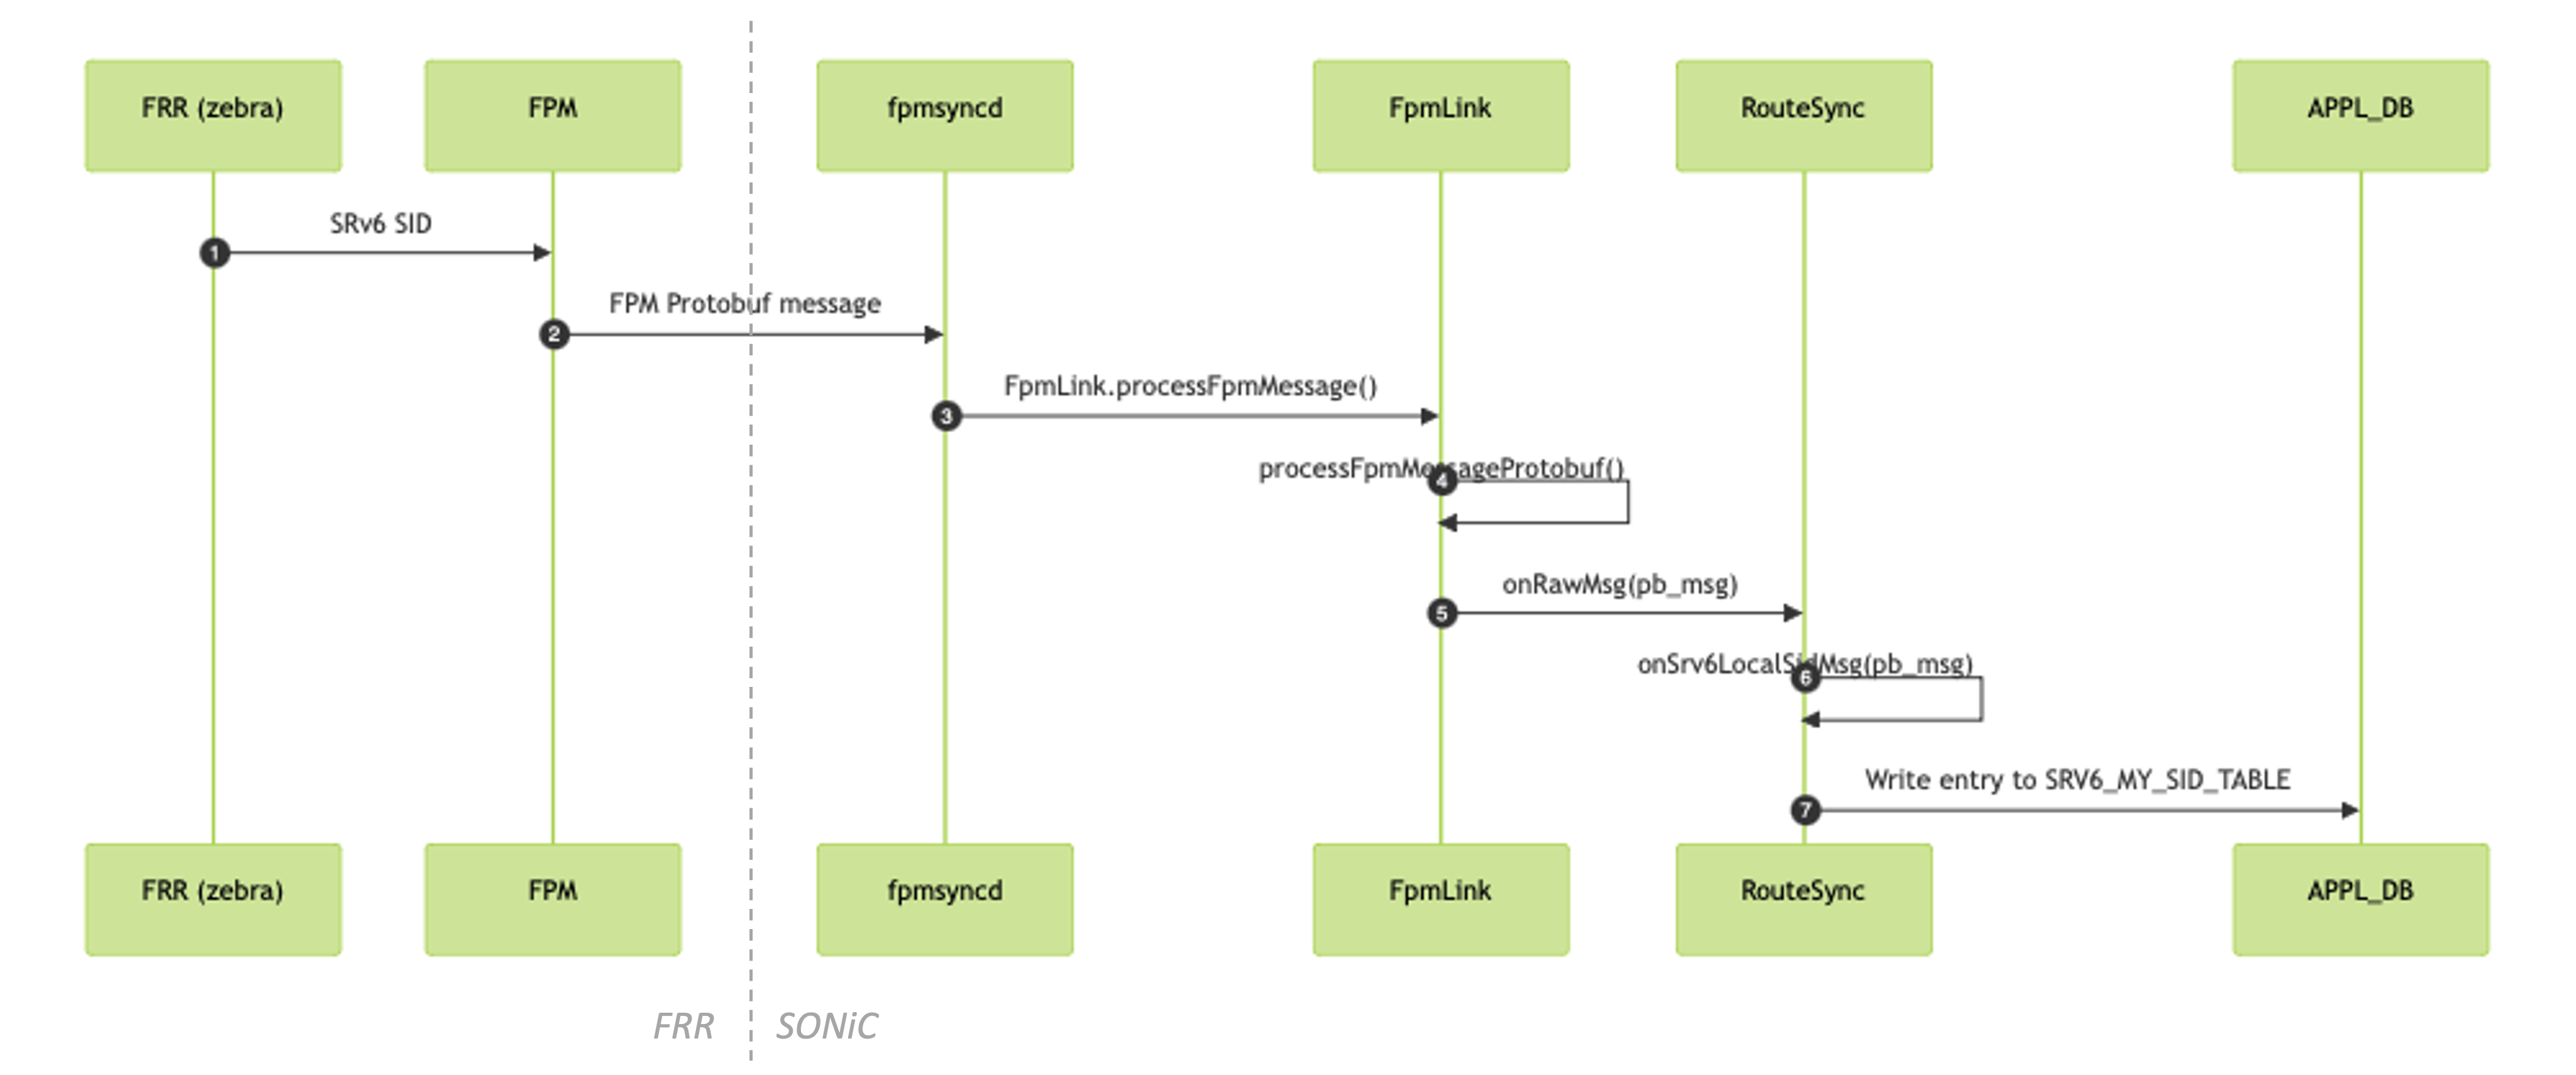 FRR (zebra)
FPM
fpmsyncd
FpmLink
RouteSync
APPL_DB
SRv6 SID
1
FPM Protobuf message
2
FpmLink.processFpmMessage()
3
processFpmMessageProtobuf()
4
onRawMsg(pb_msg)
5
onSrv6LocalSidMsg(pb_msg)
6
Write entry to SRV6_MY_SID_TABLE
7
FRR (zebra)
FPM
fpmsyncd
FpmLink
RouteSync
APPL_DB
FRR
SONiC